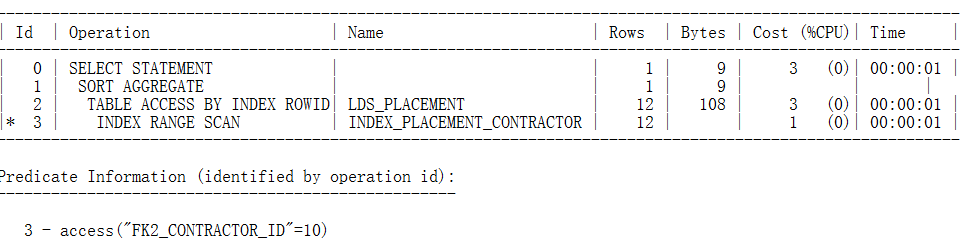 ---------------------------------------------------------------------------------------------------------
| Id | Operation | Name | Rows | Bytes | Cost (%CPU)| Time |
---------------------------------------------------------------------------------------------------------
| 0 | SELECT STATEMENT | | 1 | 9 | 3 (0)| 00:00:01 |
| 1 | SORT AGGREGATE | | 1 | 9 | | |
| 2 | TABLE ACCESS BY INDEX ROWID| LDS_PLACEMENT | 12 | 108 | 3 (0)| 00:00:01 |
|* 3 | INDEX RANGE SCAN | INDEX_PLACEMENT_CONTRACTOR | 12 | | 1 (0)| 00:00:01 |
---------------------------------------------------------------------------------------------------------
Predicate Information (identified by operation id):
---------------------------------------------------
3 - access("FK2_CONTRACTOR_ID"=10)